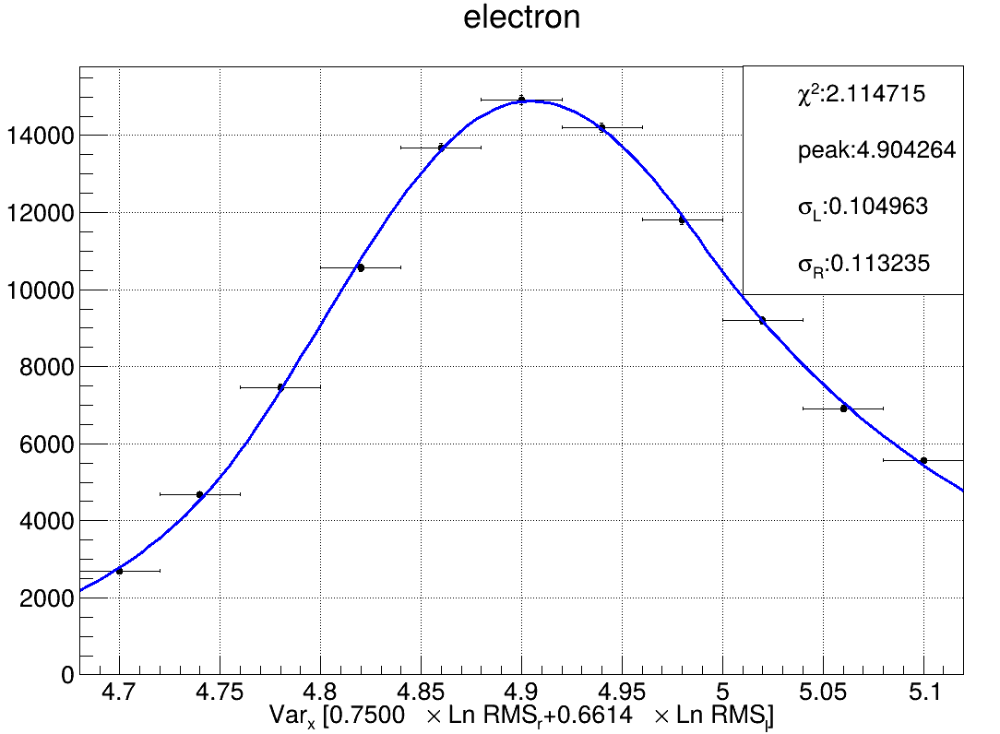 electron
χ²:2.114715
peak:4.904264
σL:0.104963
σR:0.113235
14000
12000
10000
8000
6000
4000
2000
0
4.7 4.75 4.8 4.85 4.9 4.95 5 5.05 5.1
Varx [0.7500 × Ln RMSr+0.6614 × Ln RMSl]